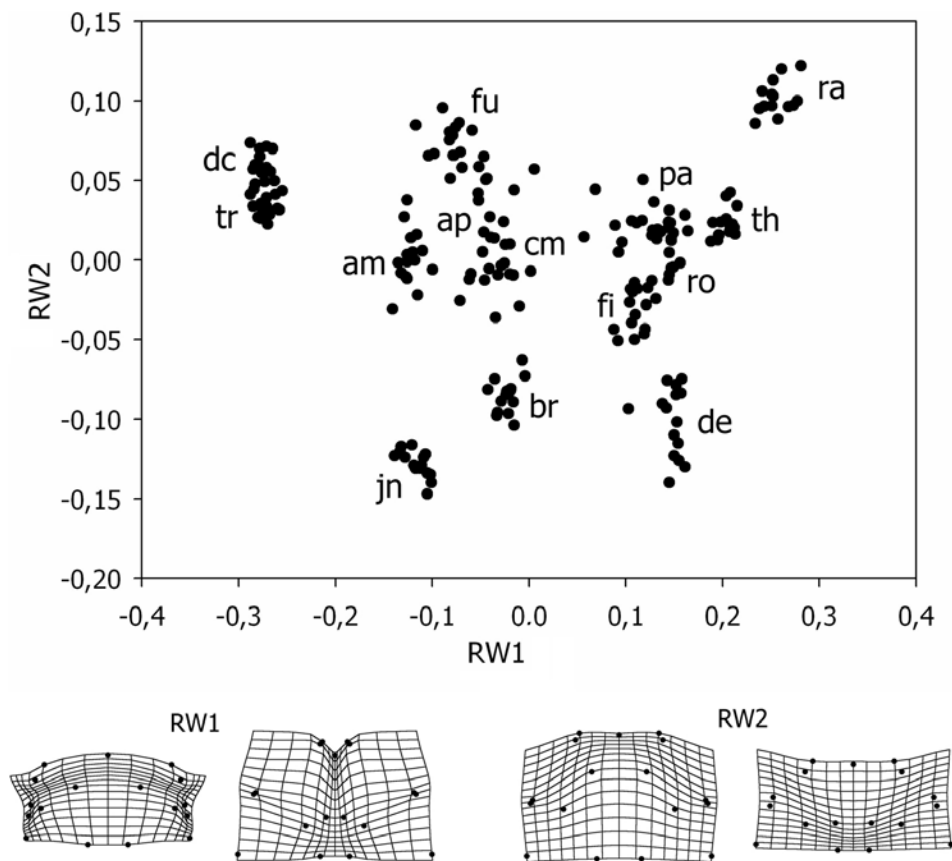 0,15
0,10
0,05
0,00
-0,05
-0,10
-0,15
-0,20
RW2
fu
ra
dc
pa
tr
ap
th
am
cm
ro
fi
br
de
jn
-0,4 -0,3 -0,2 -0,1 0.0 0,1 0,2 0,3 0,4
RW1
RW1 RW2